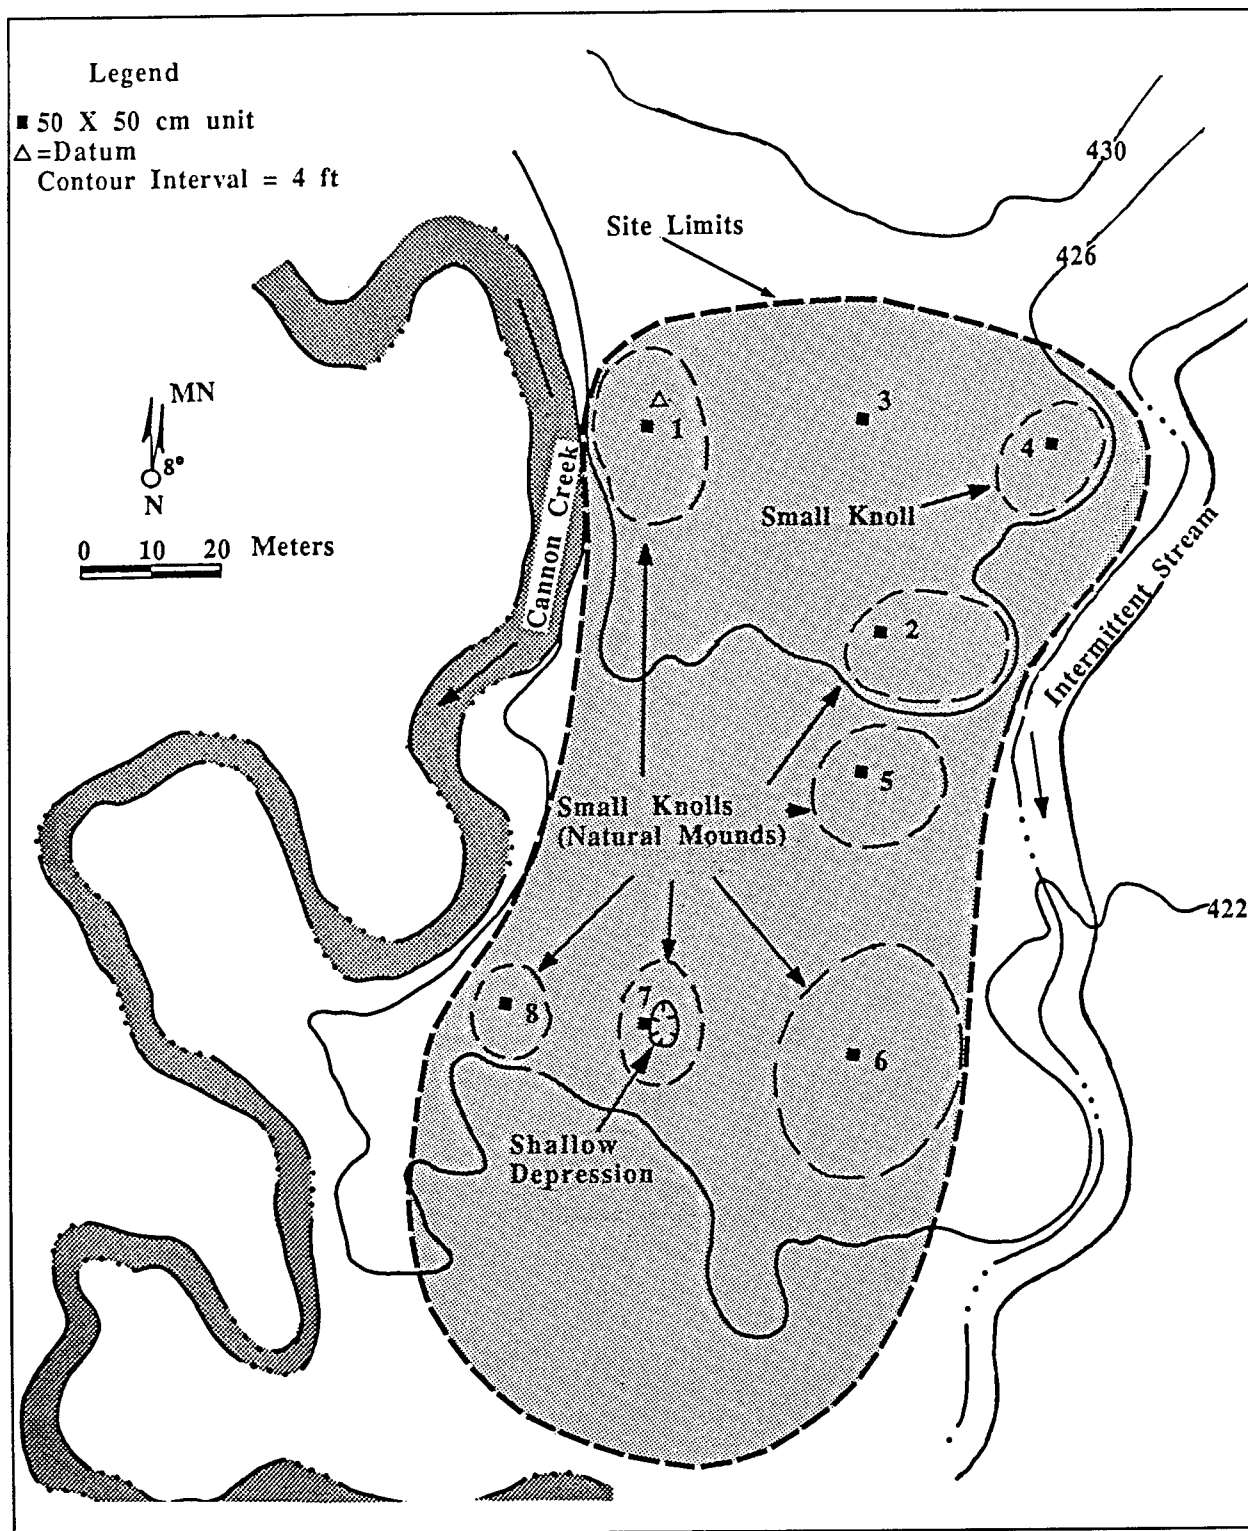 Legend
50 X 50 cm unit
=Datum
Contour Interval = 4 ft
430
Site Limits
426
MN
8°
N
0 10 20 Meters
Cannon Creek
1
3
4
Small Knoll
2
Intermittent Stream
5
Small Knolls
(Natural Mounds)
422
8
7
6
Shallow
Depression